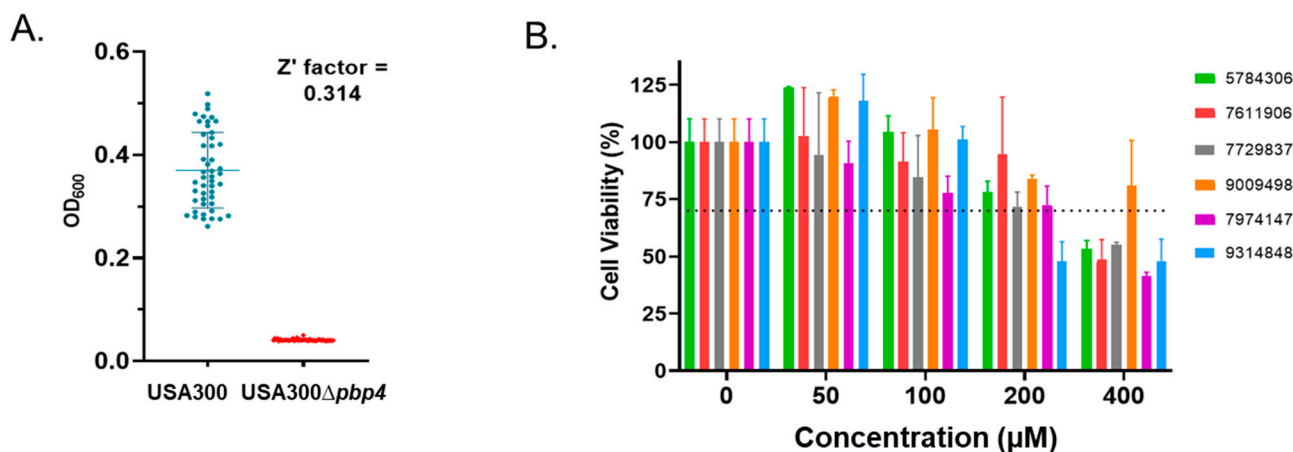 A.
Z' factor =
0.314
0.6
0.4
0.2
0.0
OD600
USA300
USA300Δpbp4
B.
125
100
75
50
25
0
Cell Viability (%)
0
50
100
200
400
Concentration (µM)
5784306
7611906
7729837
9009498
7974147
9314848